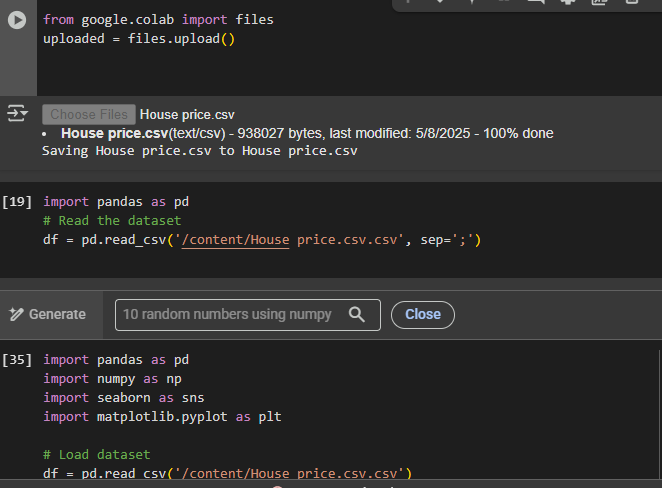 from google.colab import files
uploaded = files.upload()
Choose Files House price.csv
• House price.csv(text/csv) - 938027 bytes, last modified: 5/8/2025 - 100% done
Saving House price.csv to House price.csv
[19] import pandas as pd
# Read the dataset
df = pd.read_csv('/content/House price.csv.csv', sep=';')
Generate 10 random numbers using numpy Close
[35] import pandas as pd
import numpy as np
import seaborn as sns
import matplotlib.pyplot as plt
# Load dataset
df = pd.read_csv('/content/House price.csv.csv')